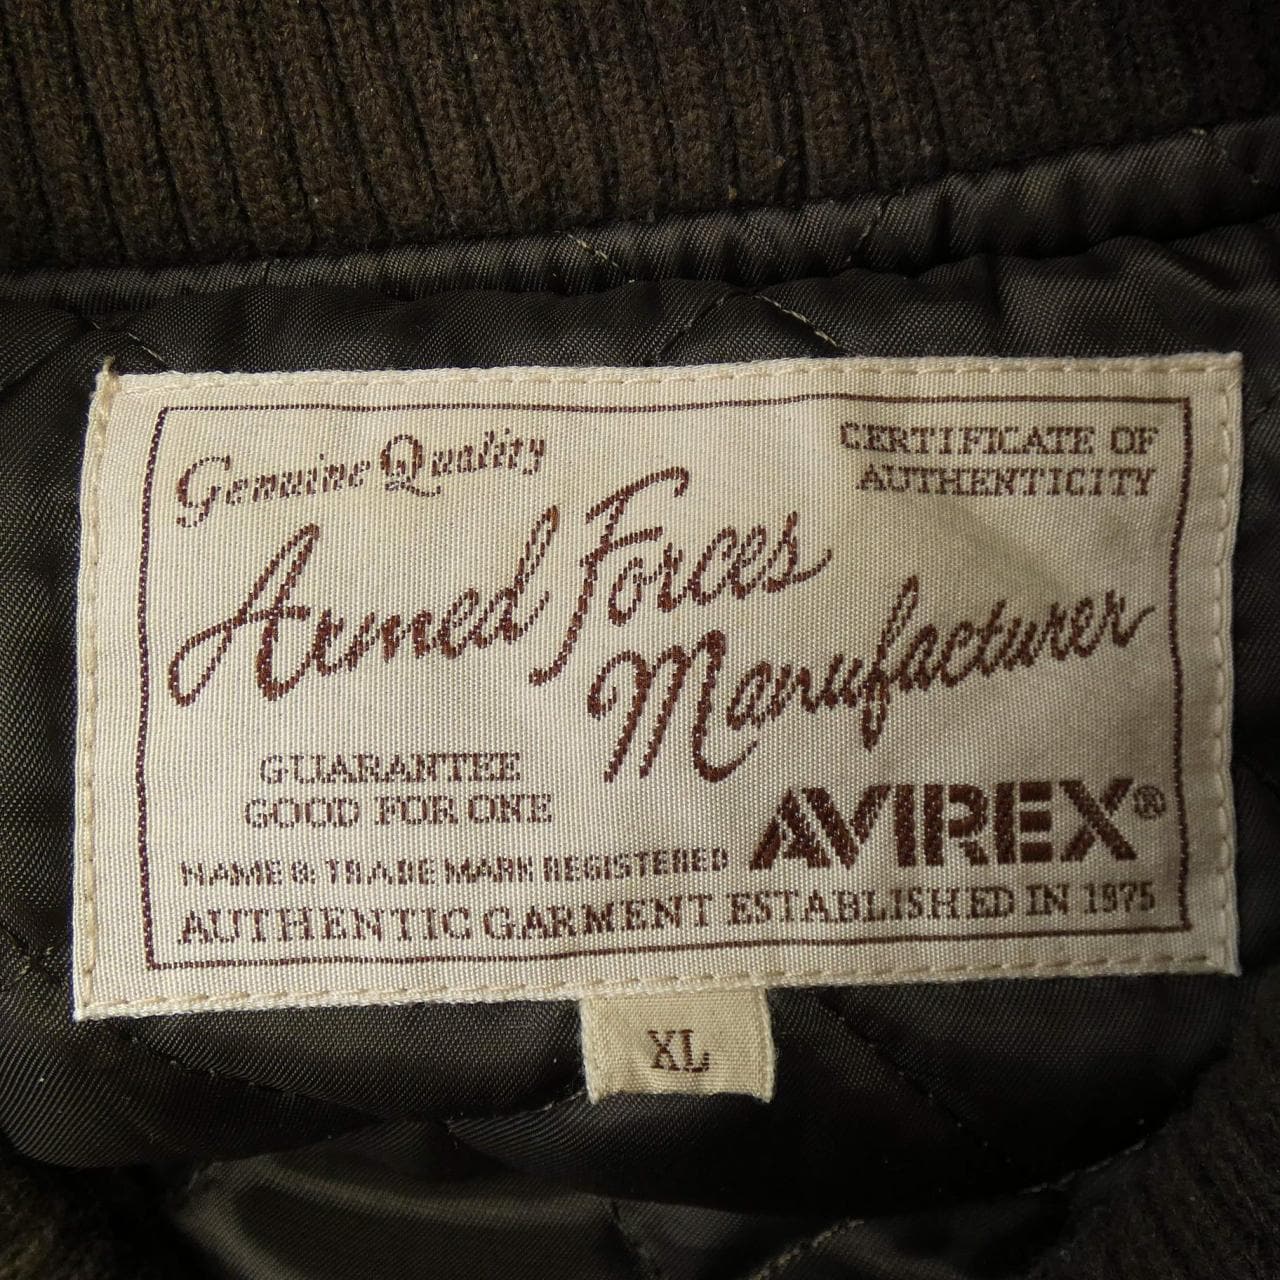 Genuine Quality
CERTIFICATE OF
AUTHENTICITY
Armed Forces
Manufacturer
GUARANTEE
GOOD FOR ONE
AVIREX®
NAME & TRADE MARK REGISTERED
AUTHENTIC GARMENT ESTABLISHED IN 1975
XL